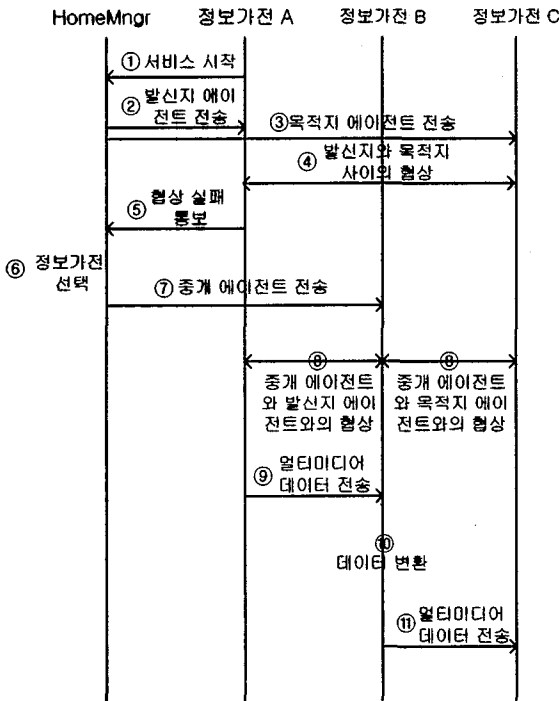 HomeMngr 정보가전 A 정보가전 B 정보가전 C
① 서비스 시작
② 발신지 에이
전트 전송
③목적지 에이전트 전송
④ 발신지와 목적지
사이의 협상
⑤ 협상 실패
통보
⑥ 정보가전
선택
⑦ 중개 에이전트 전송
⑧ ⑧
중개 에이전트
와 발신지 에이
전트와의 협상
중개 에이전트
와 목적지 에이
전트와의 협상
⑨ 멀티미디어
데이터 전송
⑩
데이터 변환
⑪ 멀티미디어
데이터 전송